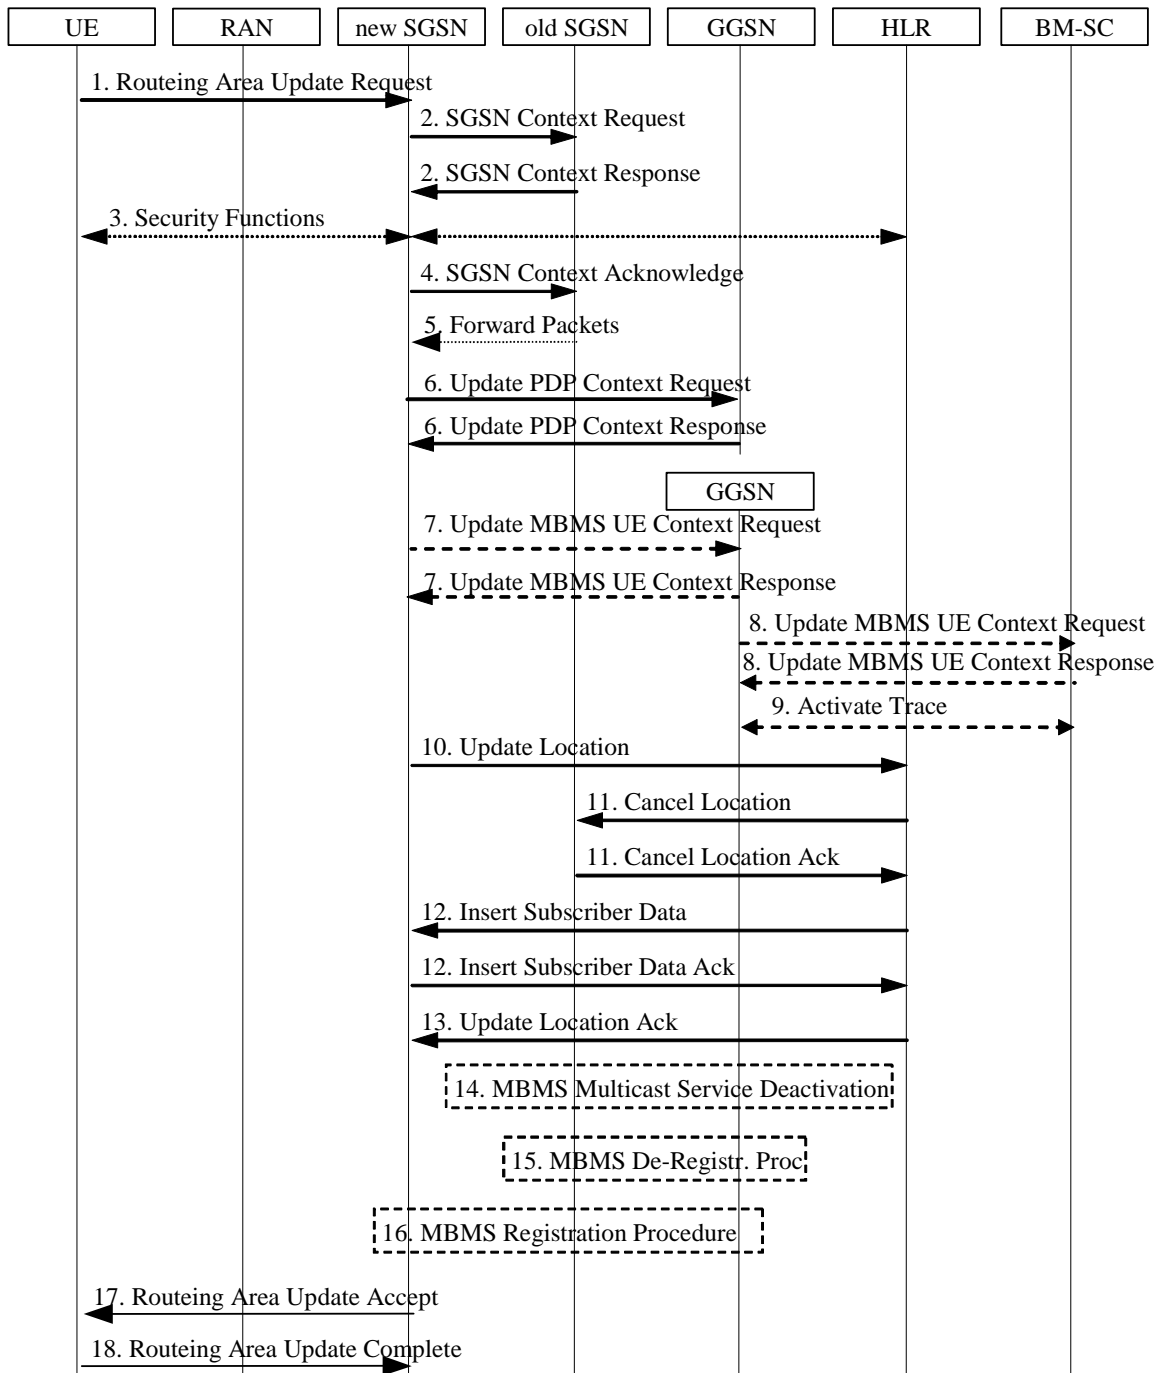 UE
RAN
new SGSN
old SGSN
GGSN
HLR
BM-SC
1. Routeing Area Update Request
2. SGSN Context Request
2. SGSN Context Response
3. Security Functions
4. SGSN Context Acknowledge
5. Forward Packets
6. Update PDP Context Request
6. Update PDP Context Response
GGSN
7. Update MBMS UE Context Request
7. Update MBMS UE Context Response
8. Update MBMS UE Context Request
8. Update MBMS UE Context Response
9. Activate Trace
10. Update Location
11. Cancel Location
11. Cancel Location Ack
12. Insert Subscriber Data
12. Insert Subscriber Data Ack
13. Update Location Ack
14. MBMS Multicast Service Deactivation
15. MBMS De-Registr. Proc
16. MBMS Registration Procedure
17. Routeing Area Update Accept
18. Routeing Area Update Complete